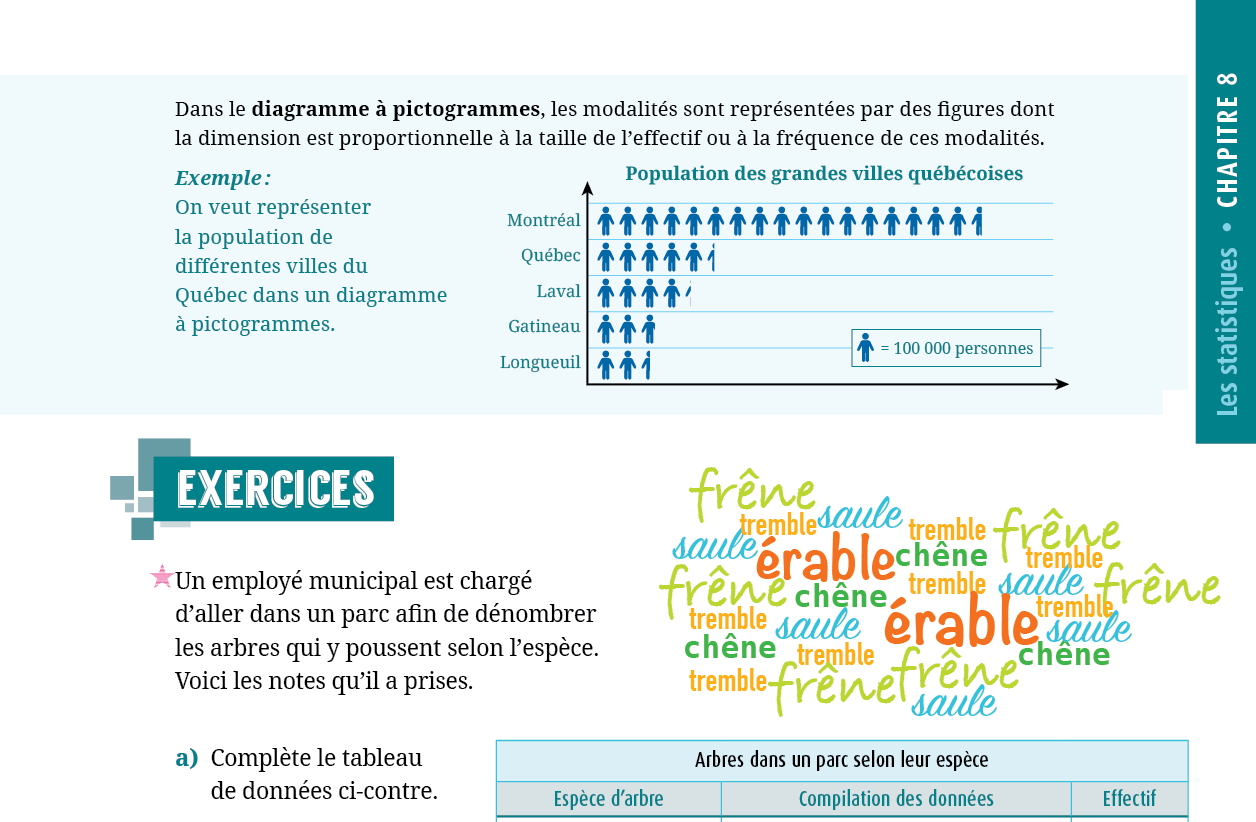 Dans le diagramme à pictogrammes, les modalités sont représentées par des figures dont
la dimension est proportionnelle à la taille de l’effectif ou à la fréquence de ces modalités.
Exemple :
On veut représenter
la population de
différentes villes du
Québec dans un diagramme
à pictogrammes.
Population des grandes villes québécoises
Montréal
Québec
Laval
Gatineau
Longueuil
= 100 000 personnes
Les statistiques • CHAPITRE 8
EXERCICES
Un employé municipal est chargé
d’aller dans un parc afin de dénombrer
les arbres qui y poussent selon l’espèce.
Voici les notes qu’il a prises.
frêne
tremble saule tremble frêne
saule érable chêne tremble
frêne chêne tremble saule frêne
tremble saule érable tremble saule
chêne tremble frêne chêne
tremble frêne
saule
a) Complète le tableau
de données ci-contre.
Arbres dans un parc selon leur espèce
Espèce d’arbre Compilation des données Effectif